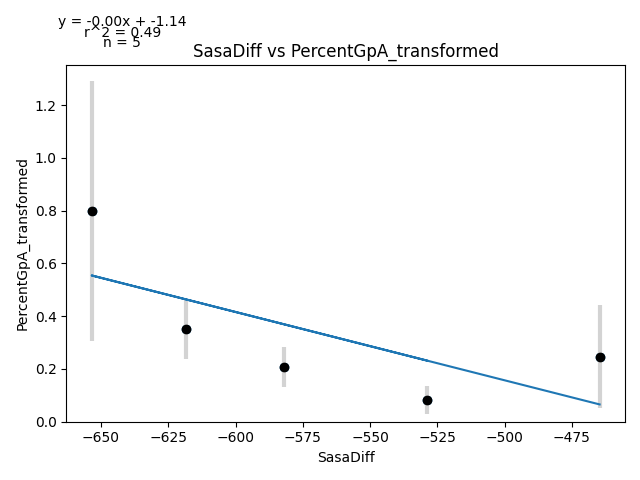 y = -0.00x + -1.14
r^2 = 0.49
n = 5
SasaDiff vs PercentGpA_transformed
PercentGpA_transformed
1.2
1.0
0.8
0.6
0.4
0.2
0.0
−650
−625
−600
−575
−550
−525
−500
−475
SasaDiff